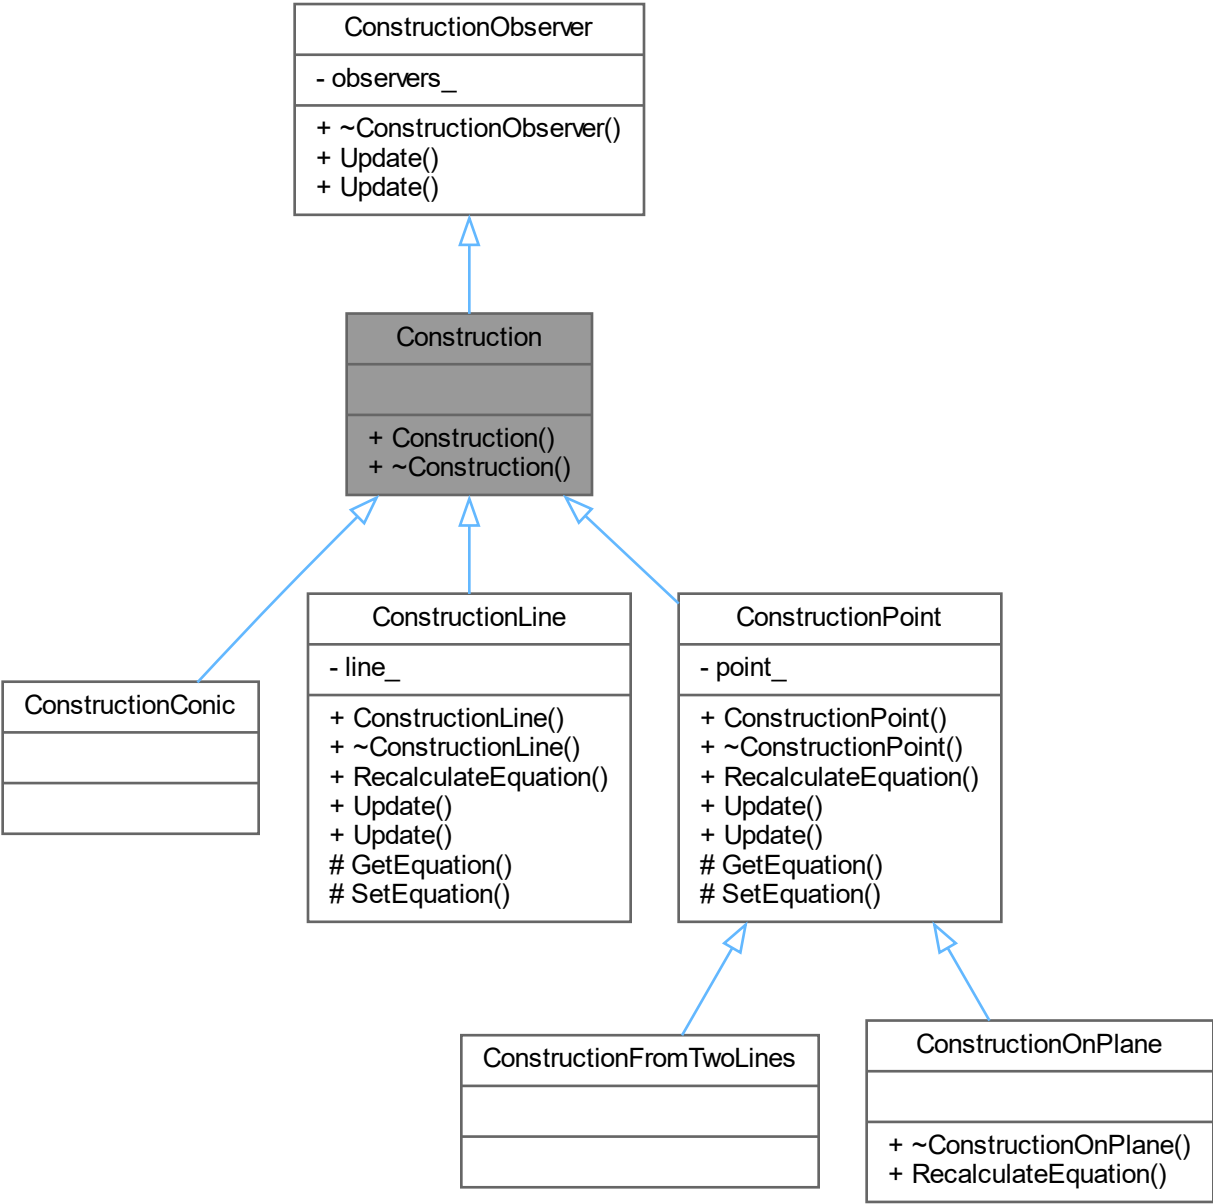 ConstructionObserver
- observers_
+ ~ConstructionObserver()
+ Update()
+ Update()
Construction
+ Construction()
+ ~Construction()
ConstructionConic
ConstructionLine
- line_
+ ConstructionLine()
+ ~ConstructionLine()
+ RecalculateEquation()
+ Update()
+ Update()
# GetEquation()
# SetEquation()
ConstructionPoint
- point_
+ ConstructionPoint()
+ ~ConstructionPoint()
+ RecalculateEquation()
+ Update()
+ Update()
# GetEquation()
# SetEquation()
ConstructionFromTwoLines
ConstructionOnPlane
+ ~ConstructionOnPlane()
+ RecalculateEquation()